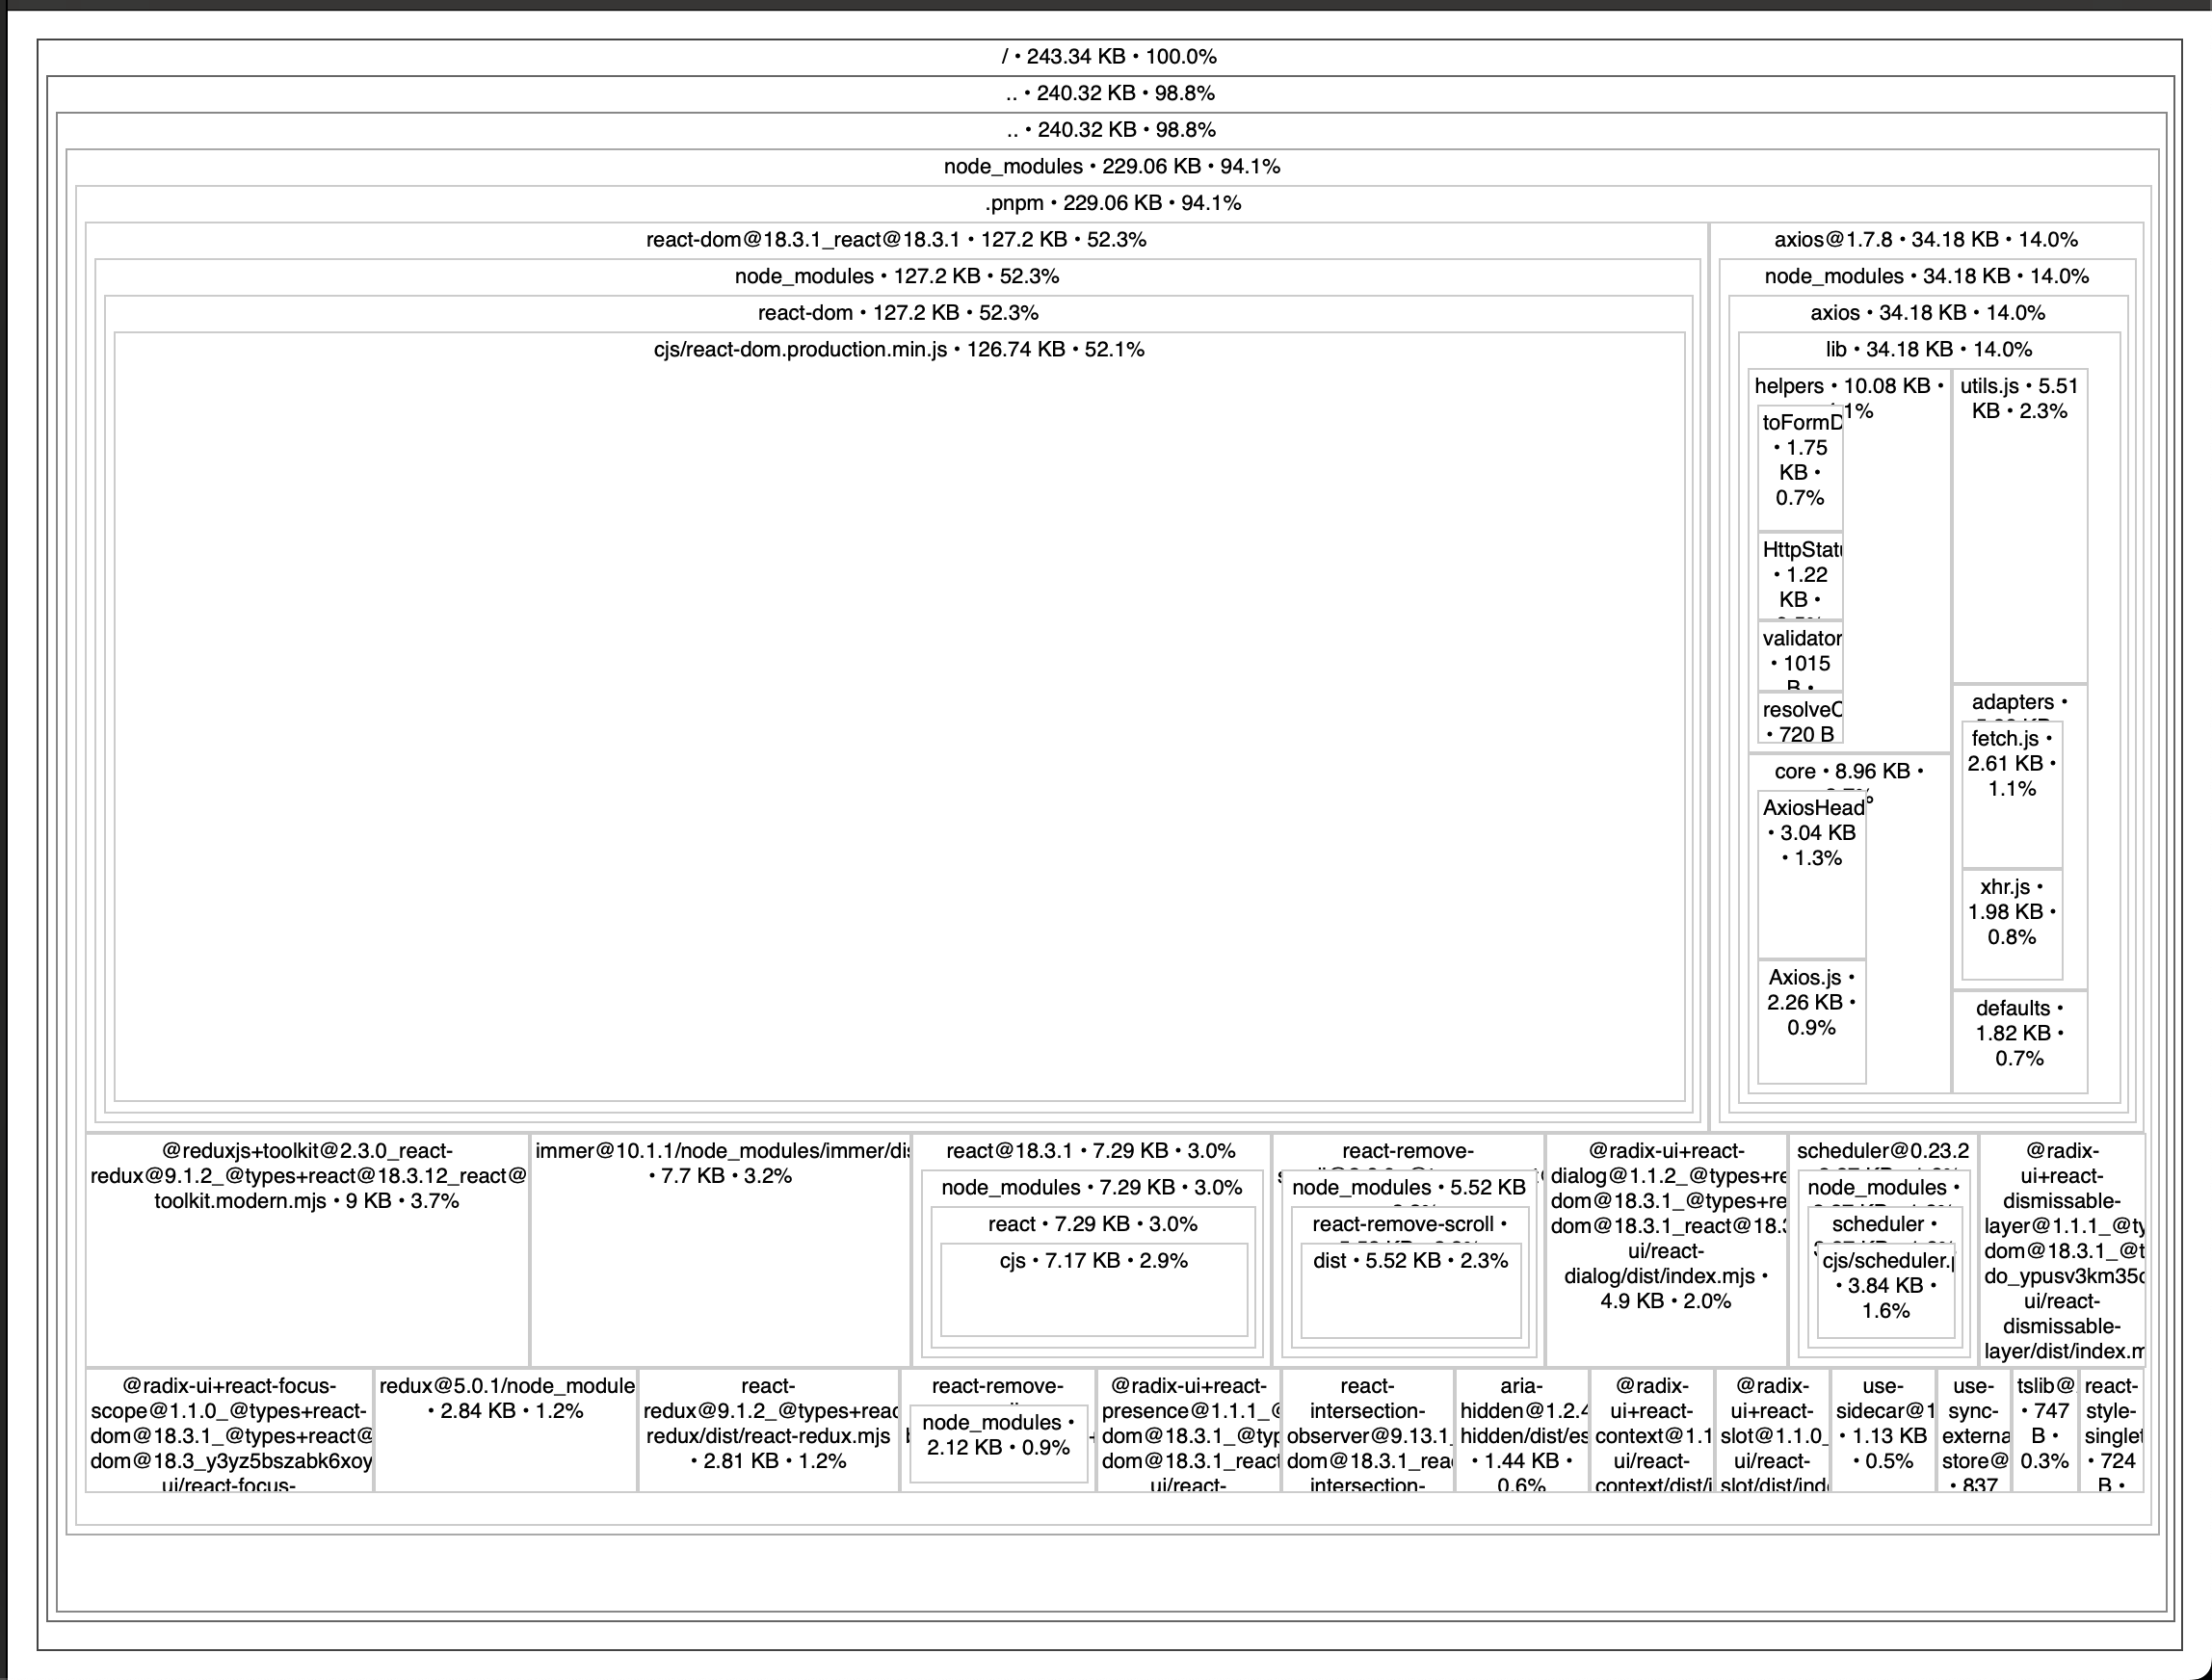 / • 243.34 KB • 100.0%
.. • 240.32 KB • 98.8%
.. • 240.32 KB • 98.8%
node_modules • 229.06 KB • 94.1%
.pnpm • 229.06 KB • 94.1%
react-dom@18.3.1_react@18.3.1 • 127.2 KB • 52.3%
node_modules • 127.2 KB • 52.3%
react-dom • 127.2 KB • 52.3%
cjs/react-dom.production.min.js • 126.74 KB • 52.1%
axios@1.7.8 • 34.18 KB • 14.0%
node_modules • 34.18 KB • 14.0%
axios • 34.18 KB • 14.0%
lib • 34.18 KB • 14.0%
helpers • 10.08 KB •
1%
toFormD
• 1.75
KB •
0.7%
HttpStat
• 1.22
KB •
validator
• 1015
B •
resolveC
• 720 B
core • 8.96 KB •
AxiosHead
• 3.04 KB
• 1.3%
Axios.js •
2.26 KB •
0.9%
utils.js • 5.51
KB • 2.3%
adapters •
fetch.js •
2.61 KB •
1.1%
xhr.js •
1.98 KB •
0.8%
defaults •
1.82 KB •
0.7%
@reduxjs+toolkit@2.3.0_react-
redux@9.1.2_@types+react@18.3.12_react@
toolkit.modern.mjs • 9 KB • 3.7%
immer@10.1.1/node_modules/immer/dis
• 7.7 KB • 3.2%
react@18.3.1 • 7.29 KB • 3.0%
node_modules • 7.29 KB • 3.0%
react • 7.29 KB • 3.0%
cjs • 7.17 KB • 2.9%
react-remove-
node_modules • 5.52 KB
react-remove-scroll •
dist • 5.52 KB • 2.3%
@radix-ui+react-
dialog@1.1.2_@types+re
dom@18.3.1_@types+re
dom@18.3.1_react@18.3
ui/react-
dialog/dist/index.mjs •
4.9 KB • 2.0%
scheduler@0.23.2
node_modules •
scheduler •
cjs/scheduler.p
• 3.84 KB •
1.6%
@radix-
ui+react-
dismissable-
layer@1.1.1_@ty
dom@18.3.1_@t
do_ypusv3km35c
ui/react-
dismissable-
layer/dist/index.m
@radix-ui+react-focus-
scope@1.1.0_@types+react-
dom@18.3.1_@types+react@
dom@18.3_y3yz5bszabk6xoy
ui/react-focus-
redux@5.0.1/node_module
• 2.84 KB • 1.2%
react-
redux@9.1.2_@types+reac
redux/dist/react-redux.mjs
• 2.81 KB • 1.2%
react-remove-
node_modules •
2.12 KB • 0.9%
@radix-ui+react-
presence@1.1.1_@
dom@18.3.1_@typ
dom@18.3.1_react
ui/react-
react-
intersection-
observer@9.13.1_
dom@18.3.1_rea
intersection-
aria-
hidden@1.2.4
hidden/dist/es
• 1.44 KB •
0.6%
@radix-
ui+react-
context@1.1
ui/react-
context/dist/i
@radix-
ui+react-
slot@1.1.0_
ui/react-
slot/dist/inde
use-
sidecar@1
• 1.13 KB
• 0.5%
use-
sync-
externa
store@
• 837
tslib@
• 747
B •
0.3%
react-
style-
singlet
• 724
B •